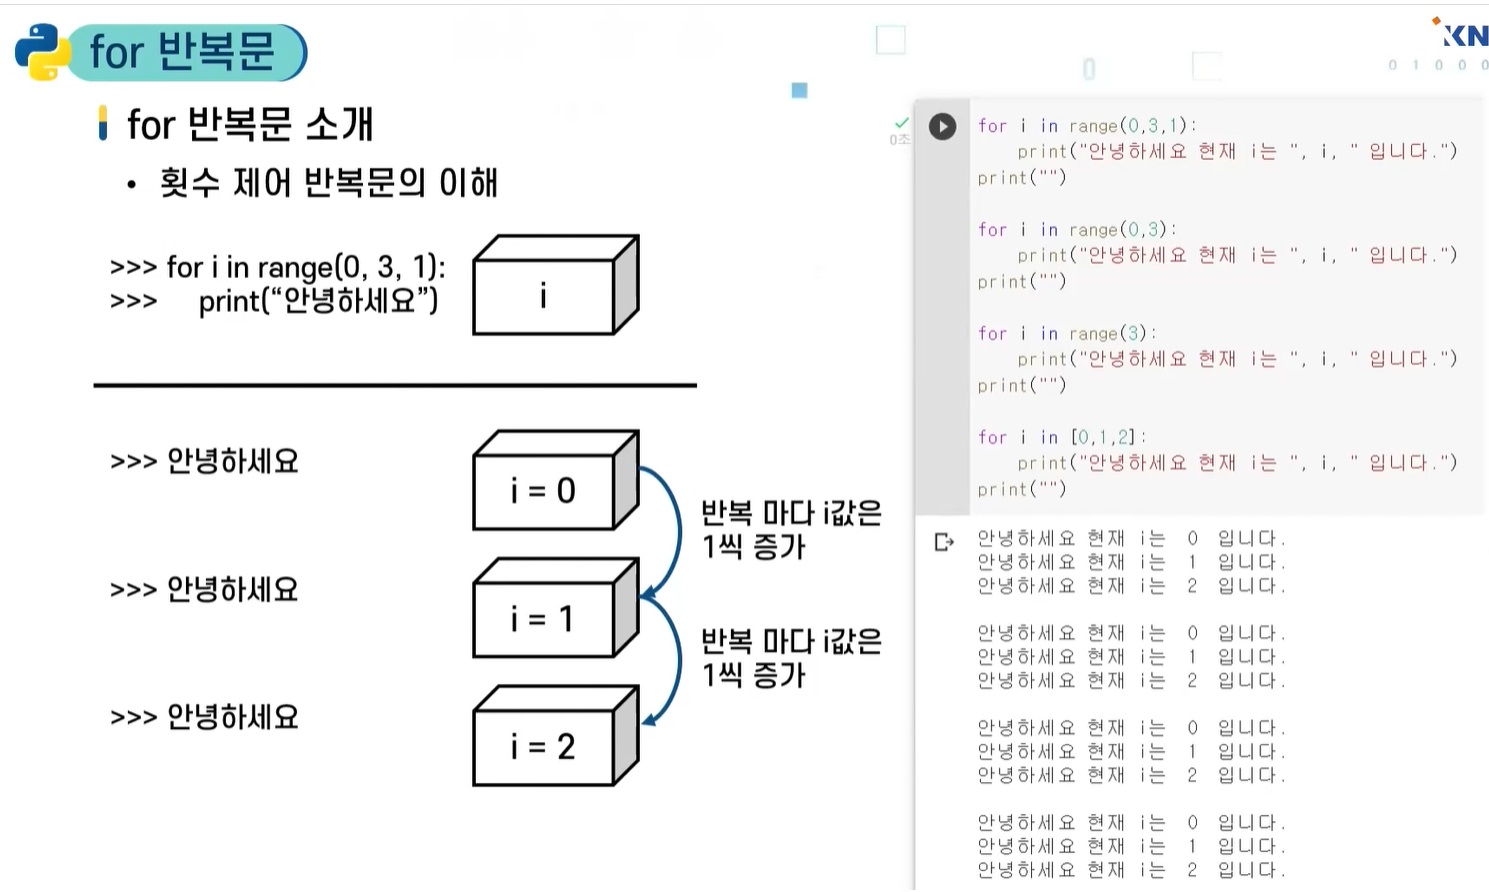 for 반복문
KN
0
0 1 0 0 0
for 반복문 소개
• 횟수 제어 반복문의 이해
>>> for i in range(0, 3, 1):
>>> print(“안녕하세요”)
i
>>> 안녕하세요
i = 0
반복 마다 i값은
1씩 증가
>>> 안녕하세요
i = 1
반복 마다 i값은
1씩 증가
>>> 안녕하세요
i = 2
0초
for i in range(0,3,1):
print("안녕하세요 현재 i는 ", i, " 입니다.")
print("")
for i in range(0,3):
print("안녕하세요 현재 i는 ", i, " 입니다.")
print("")
for i in range(3):
print("안녕하세요 현재 i는 ", i, " 입니다.")
print("")
for i in [0,1,2]:
print("안녕하세요 현재 i는 ", i, " 입니다.")
print("")
안녕하세요 현재 i는 0 입니다.
안녕하세요 현재 i는 1 입니다.
안녕하세요 현재 i는 2 입니다.
안녕하세요 현재 i는 0 입니다.
안녕하세요 현재 i는 1 입니다.
안녕하세요 현재 i는 2 입니다.
안녕하세요 현재 i는 0 입니다.
안녕하세요 현재 i는 1 입니다.
안녕하세요 현재 i는 2 입니다.
안녕하세요 현재 i는 0 입니다.
안녕하세요 현재 i는 1 입니다.
안녕하세요 현재 i는 2 입니다.